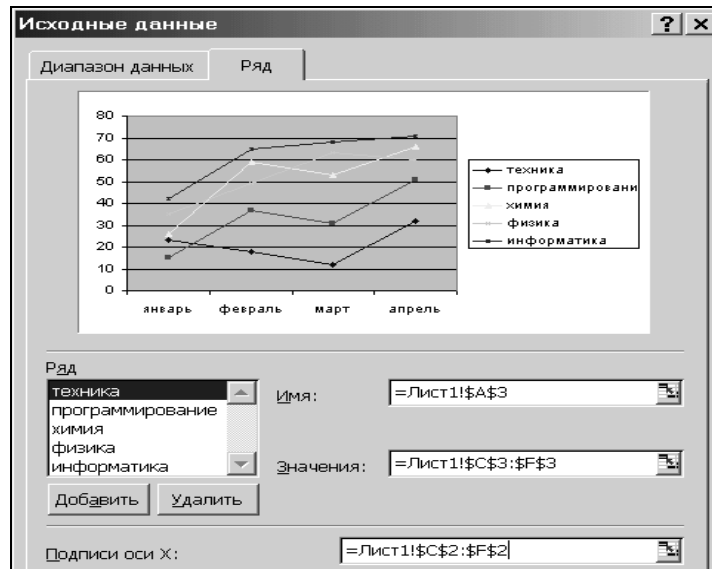 Исходные данные
Диапазон данных
Ряд
80
70
60
50
40
30
20
10
0
январь февраль март апрель
техника
программировани
химия
физика
информатика
Ряд
техника
программирование
химия
физика
информатика
Имя:
=Лист1!$A$3
Значения:
=Лист1!$C$3:$F$3
Добавить Удалить
Подписи оси X:
=Лист1!$C$2:$F$2